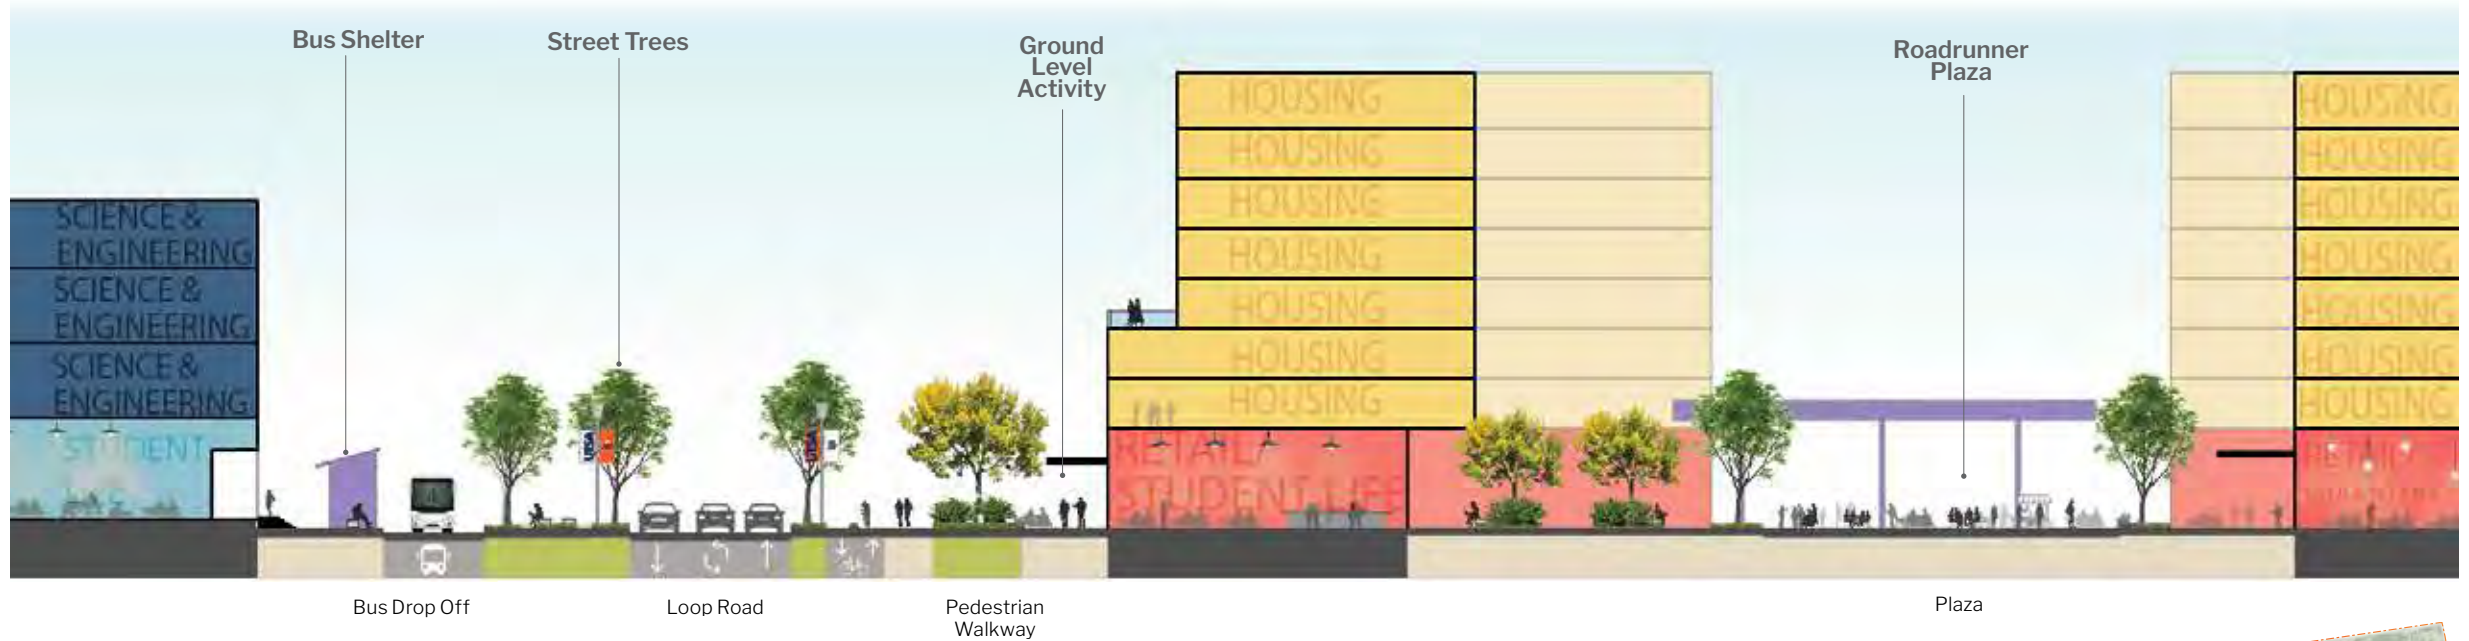 Bus Shelter
Street Trees
Ground
Level
Activity
Roadrunner
Plaza
SCIENCE &
ENGINEERING
SCIENCE &
ENGINEERING
SCIENCE &
ENGINEERING
STUDENT
HOUSING
HOUSING
HOUSING
HOUSING
HOUSING
HOUSING
HOUSING
RETAIL/
STUDENT LIFE
HOUSING
HOUSING
HOUSING
HOUSING
HOUSING
HOUSING
HOUSING
Bus Drop Off
Loop Road
Pedestrian
Walkway
Plaza